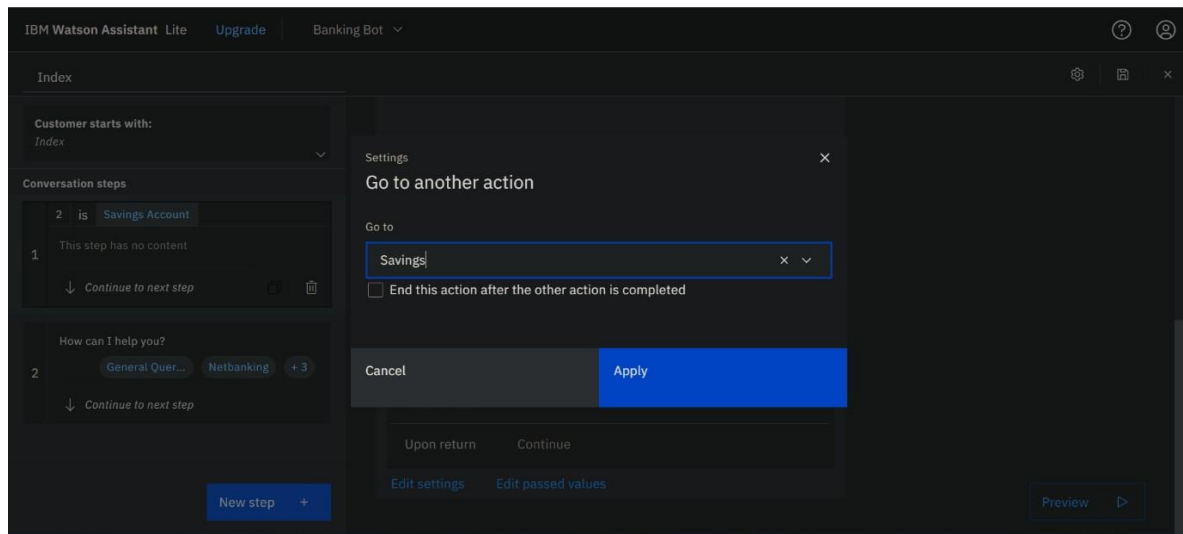 IBM Watson Assistant Lite Upgrade Banking Bot
Index
Customer starts with:
Index
Conversation steps
2 is Savings Account
1
This step has no content
Continue to next step
How can I help you?
2
General Quer... Netbanking + 3
Continue to next step
New step +
Settings
Go to another action
Go to
Savings
End this action after the other action is completed
Cancel Apply
Upon return Continue
Edit settings Edit passed values
Preview